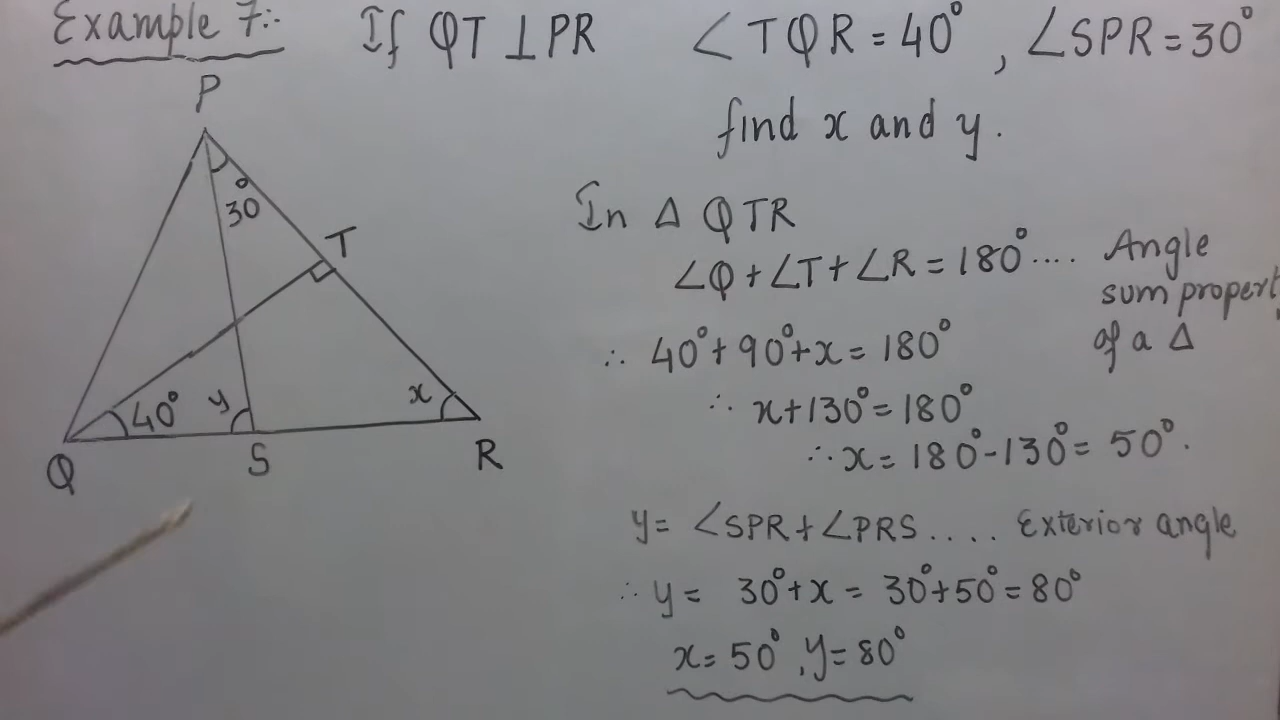 Example 7:- If QT ⊥ PR ∠TQR = 40°, ∠SPR = 30°
find x and y.
P
30°
T
40° y x
Q S R
In Δ QTR
∠Q + ∠T + ∠R = 180° .... Angle
sum propert
of a Δ
∴ 40° + 90° + x = 180°
∴ x + 130° = 180°
∴ x = 180° - 130° = 50°.
y = ∠SPR + ∠PRS .... Exterior angle
∴ y = 30° + x = 30° + 50° = 80°
x = 50°, y = 80°